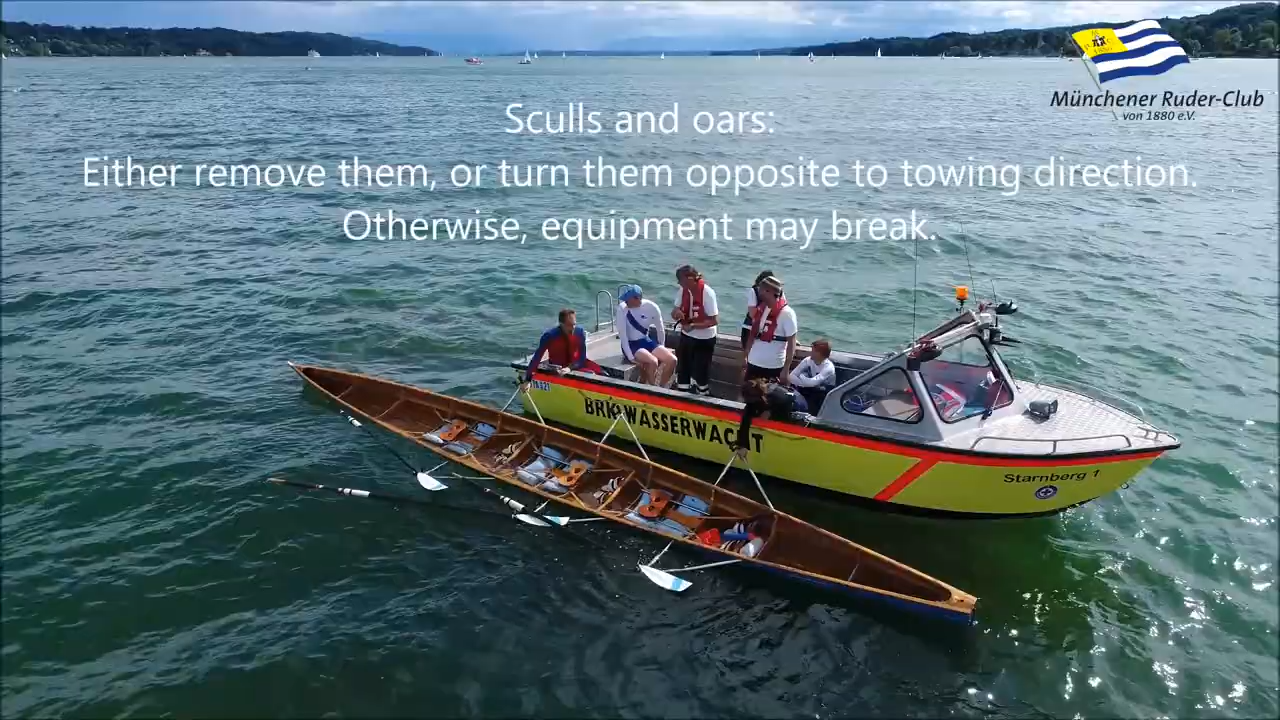 Sculls and oars:
Either remove them, or turn them opposite to towing direction.
Otherwise, equipment may break.
Münchener Ruder-Club
von 1880 e.V.
BRK-WASSERWACHT
Starnberg 1